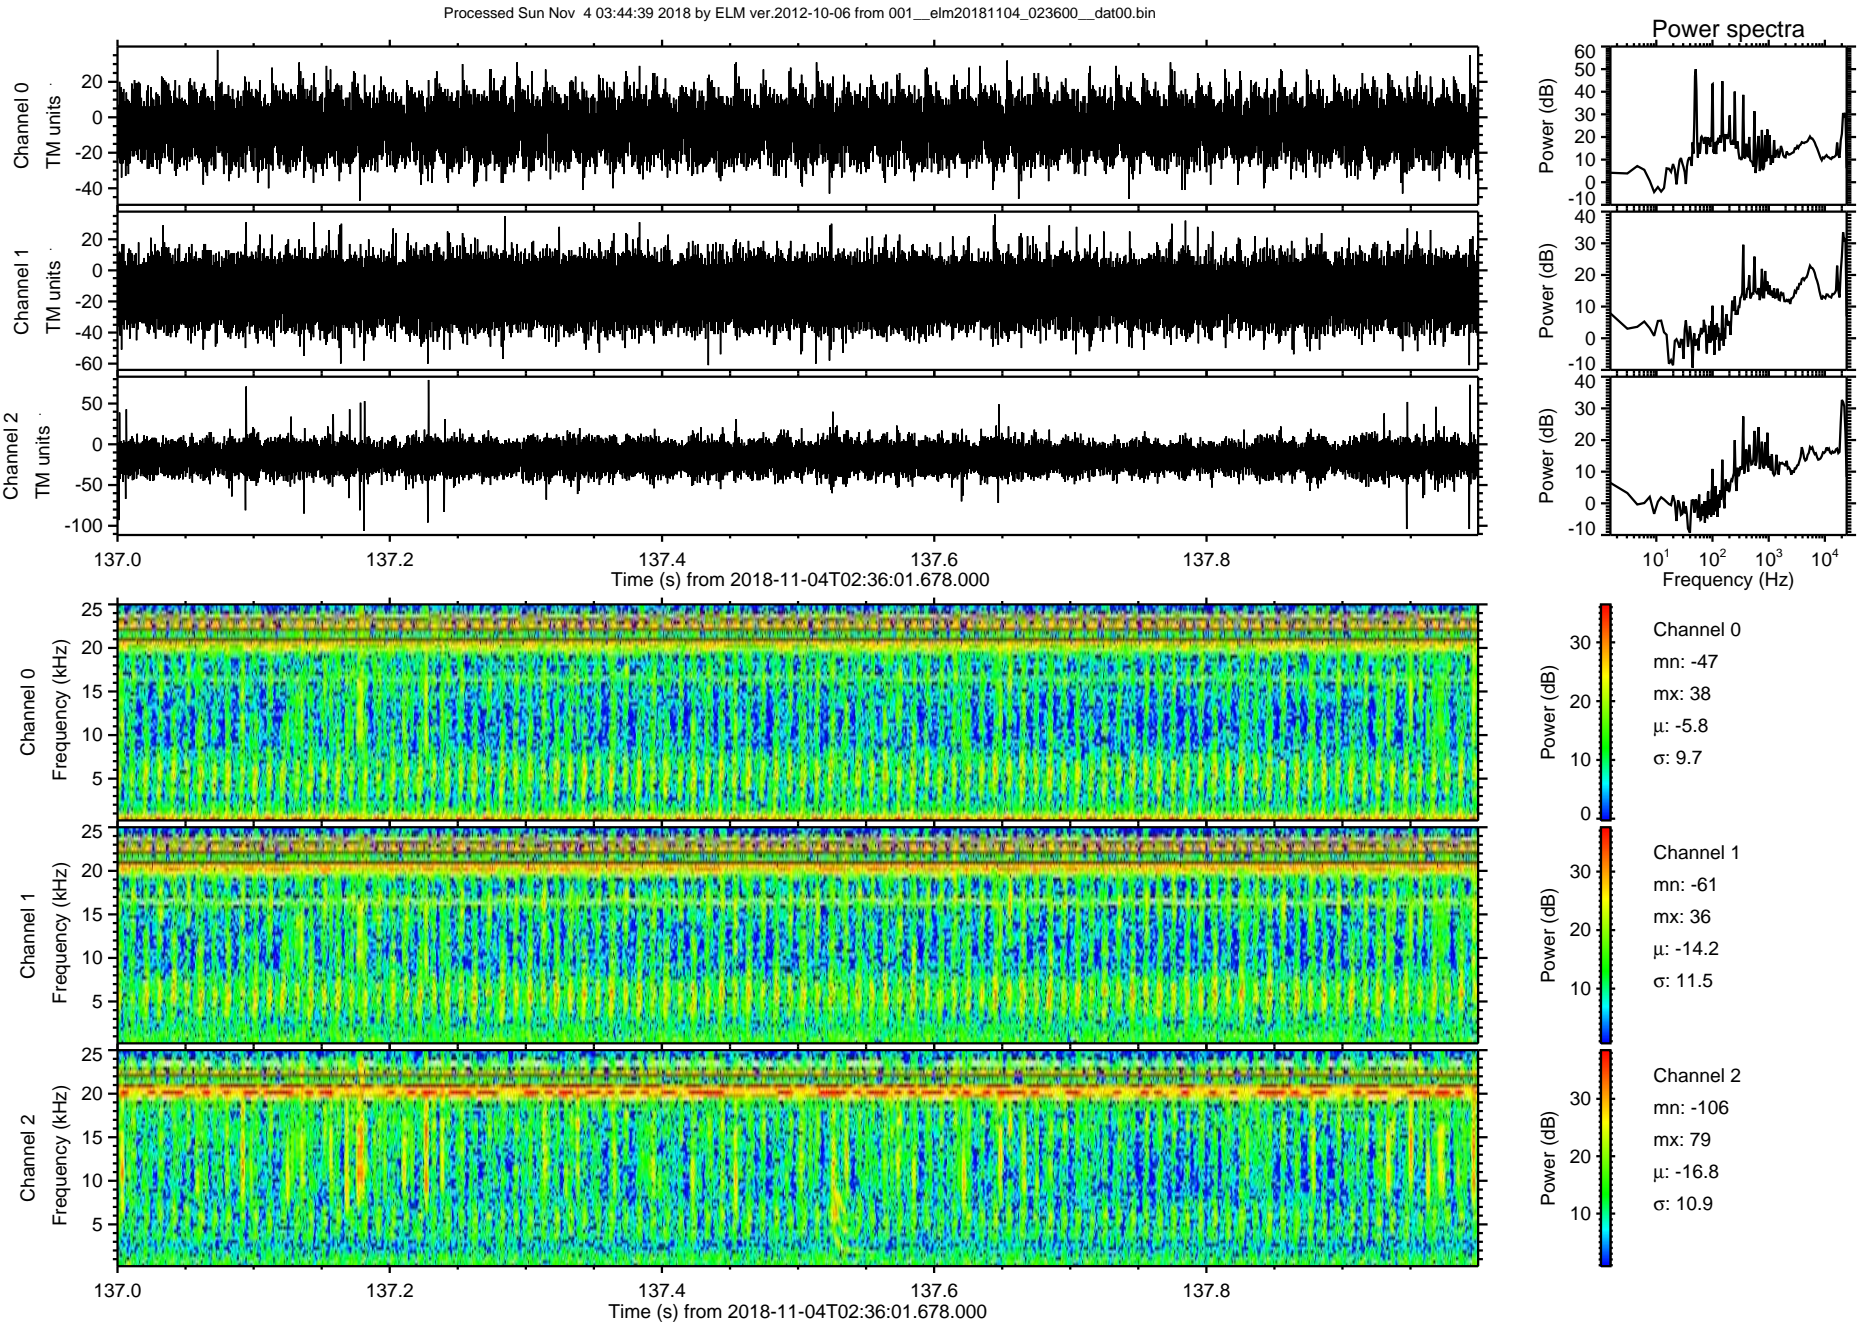 Processed Sun Nov  4 03:44:39 2018 by ELM ver.2012-10-06 from 001__elm20181104_023600__dat00.bin
Channel 0
TM units
20
0
-20
-40
Channel 1
TM units
20
0
-20
-40
-60
Channel 2
TM units
50
0
-50
-100
137.0 137.2 137.4 137.6 137.8
Time (s) from 2018-11-04T02:36:01.678.000
Power spectra
Power (dB)
60
50
40
30
20
10
0
-10
Power (dB)
40
30
20
10
0
-10
Power (dB)
40
30
20
10
0
-10
10^1 10^2 10^3 10^4
Frequency (Hz)
Channel 0
Frequency (kHz)
25
20
15
10
5
Power (dB)
30
20
10
0
Channel 0
mn: -47
mx: 38
μ: -5.8
σ: 9.7
Channel 1
Frequency (kHz)
25
20
15
10
5
Power (dB)
30
20
10
Channel 1
mn: -61
mx: 36
μ: -14.2
σ: 11.5
Channel 2
Frequency (kHz)
25
20
15
10
5
Power (dB)
30
20
10
Channel 2
mn: -106
mx: 79
μ: -16.8
σ: 10.9
137.0 137.2 137.4 137.6 137.8
Time (s) from 2018-11-04T02:36:01.678.000